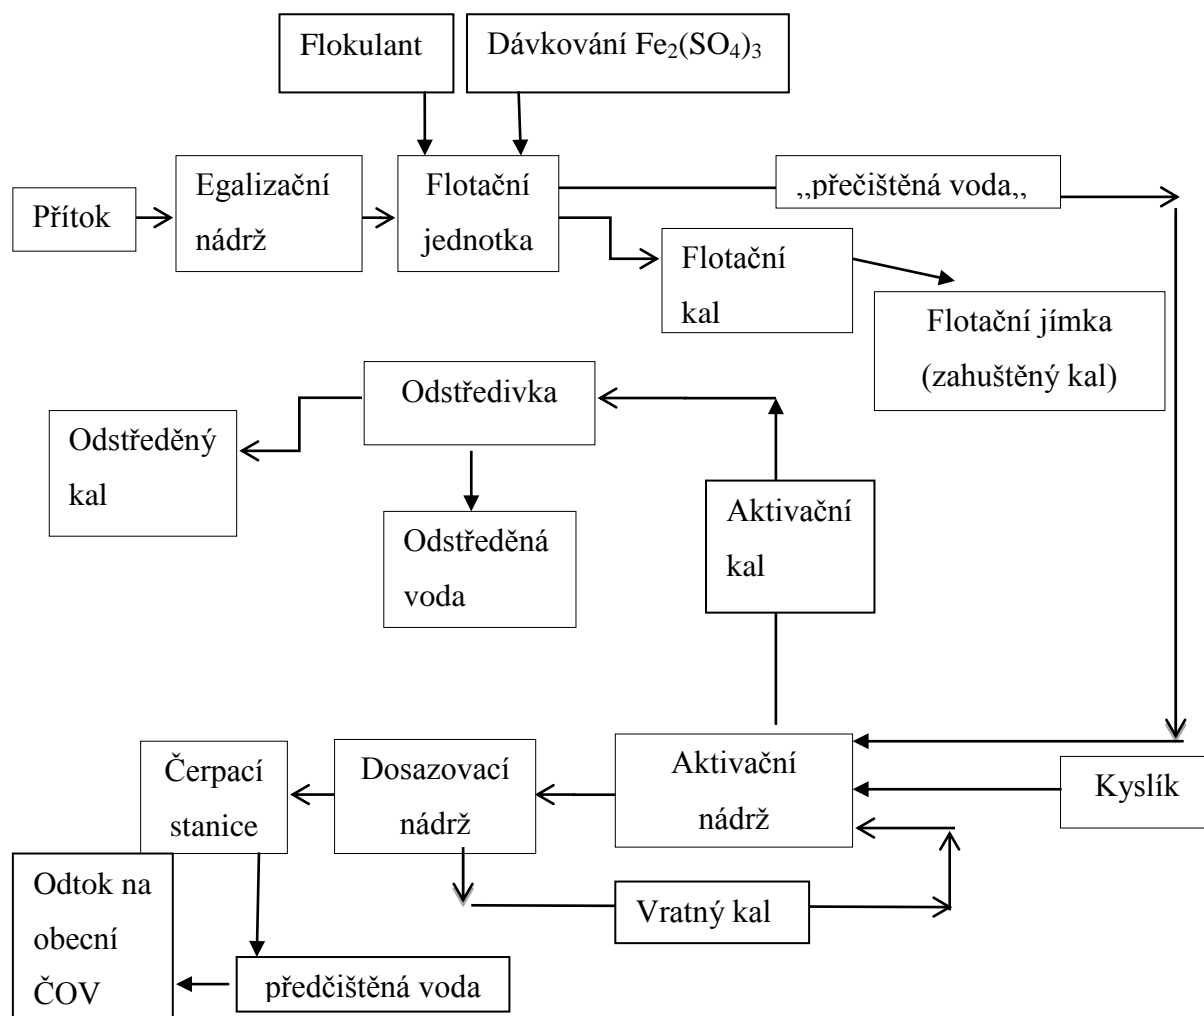 Flokulant
Dávkování Fe₂(SO₄)₃
Přítok
Egalizační
nádrž
Flotační
jednotka
,,přečištěná voda,,
Flotační
kal
Flotační jímka
(zahuštěný kal)
Odstředivka
Odstředěný
kal
Odstředěná
voda
Aktivační
kal
Čerpací
stanice
Dosazovací
nádrž
Aktivační
nádrž
Kyslík
Vratný kal
Odtok na
obecní
ČOV
předčištěná voda